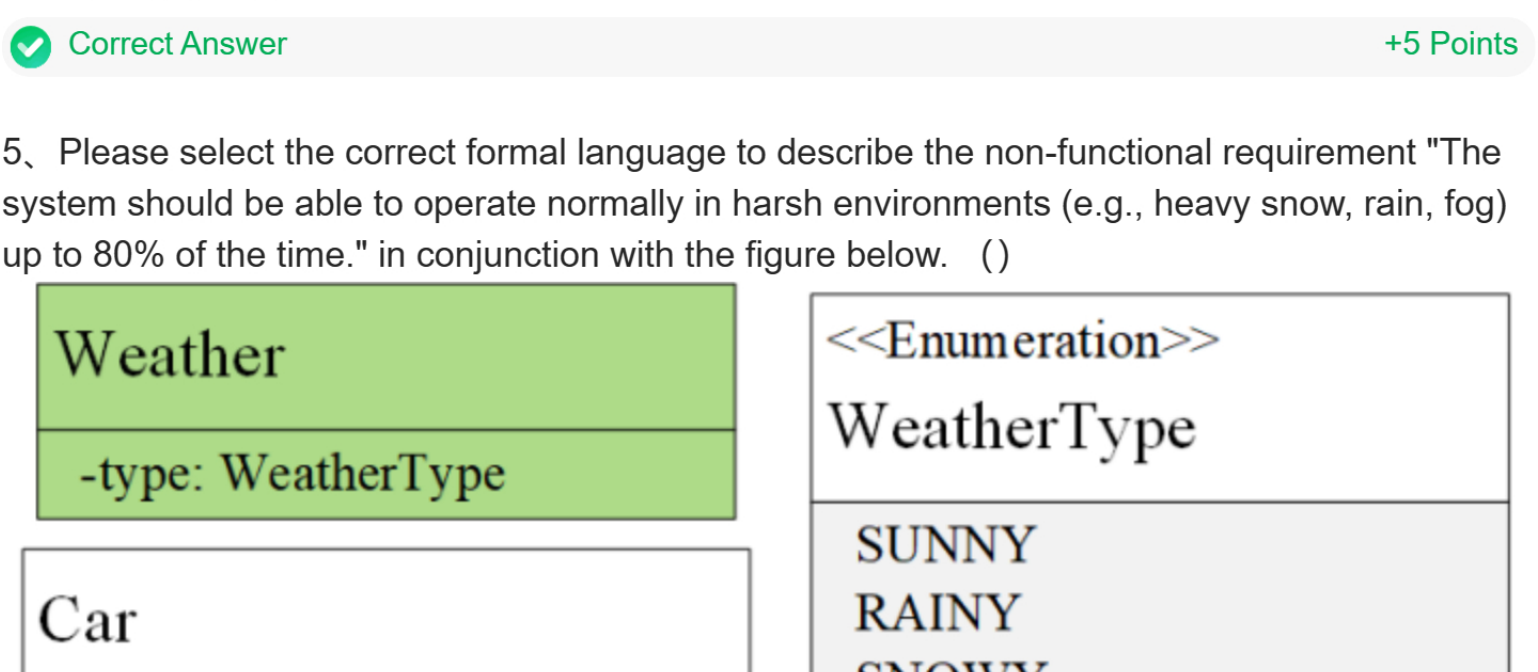 Correct Answer
+5 Points
5、 Please select the correct formal language to describe the non-functional requirement "The
system should be able to operate normally in harsh environments (e.g., heavy snow, rain, fog)
up to 80% of the time." in conjunction with the figure below. ()
Weather
-type: WeatherType
Car
<<Enumeration>>
WeatherType
SUNNY
RAINY
SNOWY